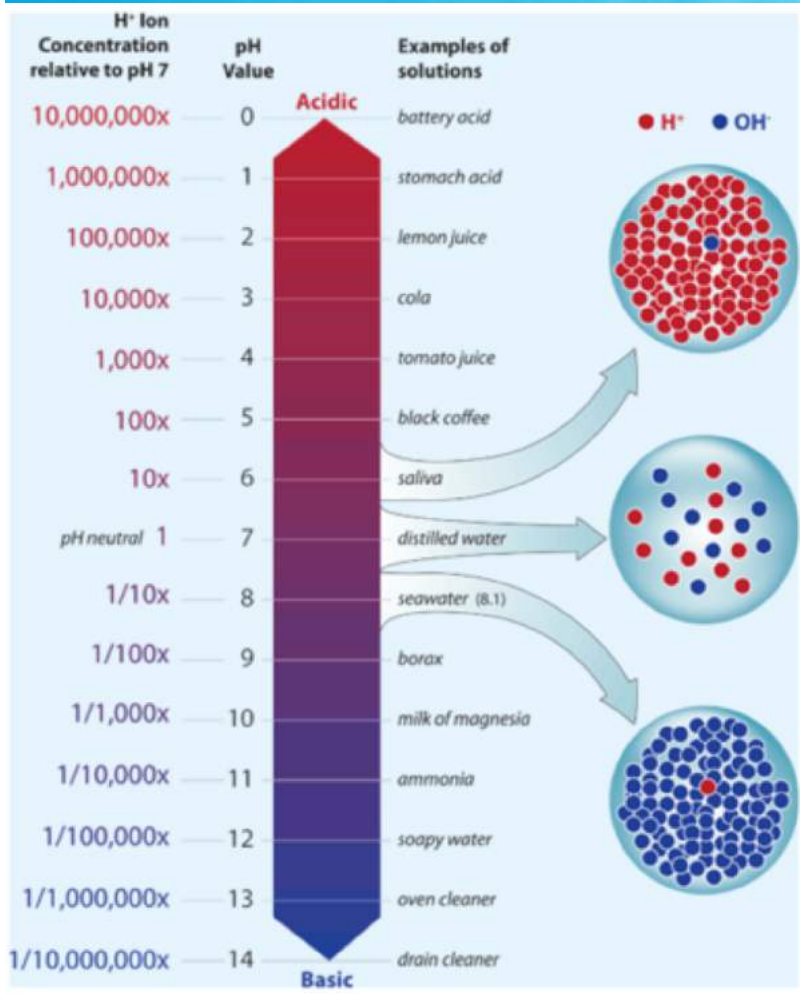 H⁺ Ion
Concentration
relative to pH 7
pH
Value
Examples of
solutions
Acidic
H⁺ OH⁻
10,000,000x 0 battery acid
1,000,000x 1 stomach acid
100,000x 2 lemon juice
10,000x 3 cola
1,000x 4 tomato juice
100x 5 black coffee
10x 6 saliva
pH neutral 1 7 distilled water
1/10x 8 seawater (8.1)
1/100x 9 borax
1/1,000x 10 milk of magnesia
1/10,000x 11 ammonia
1/100,000x 12 soapy water
1/1,000,000x 13 oven cleaner
1/10,000,000x 14 drain cleaner
Basic